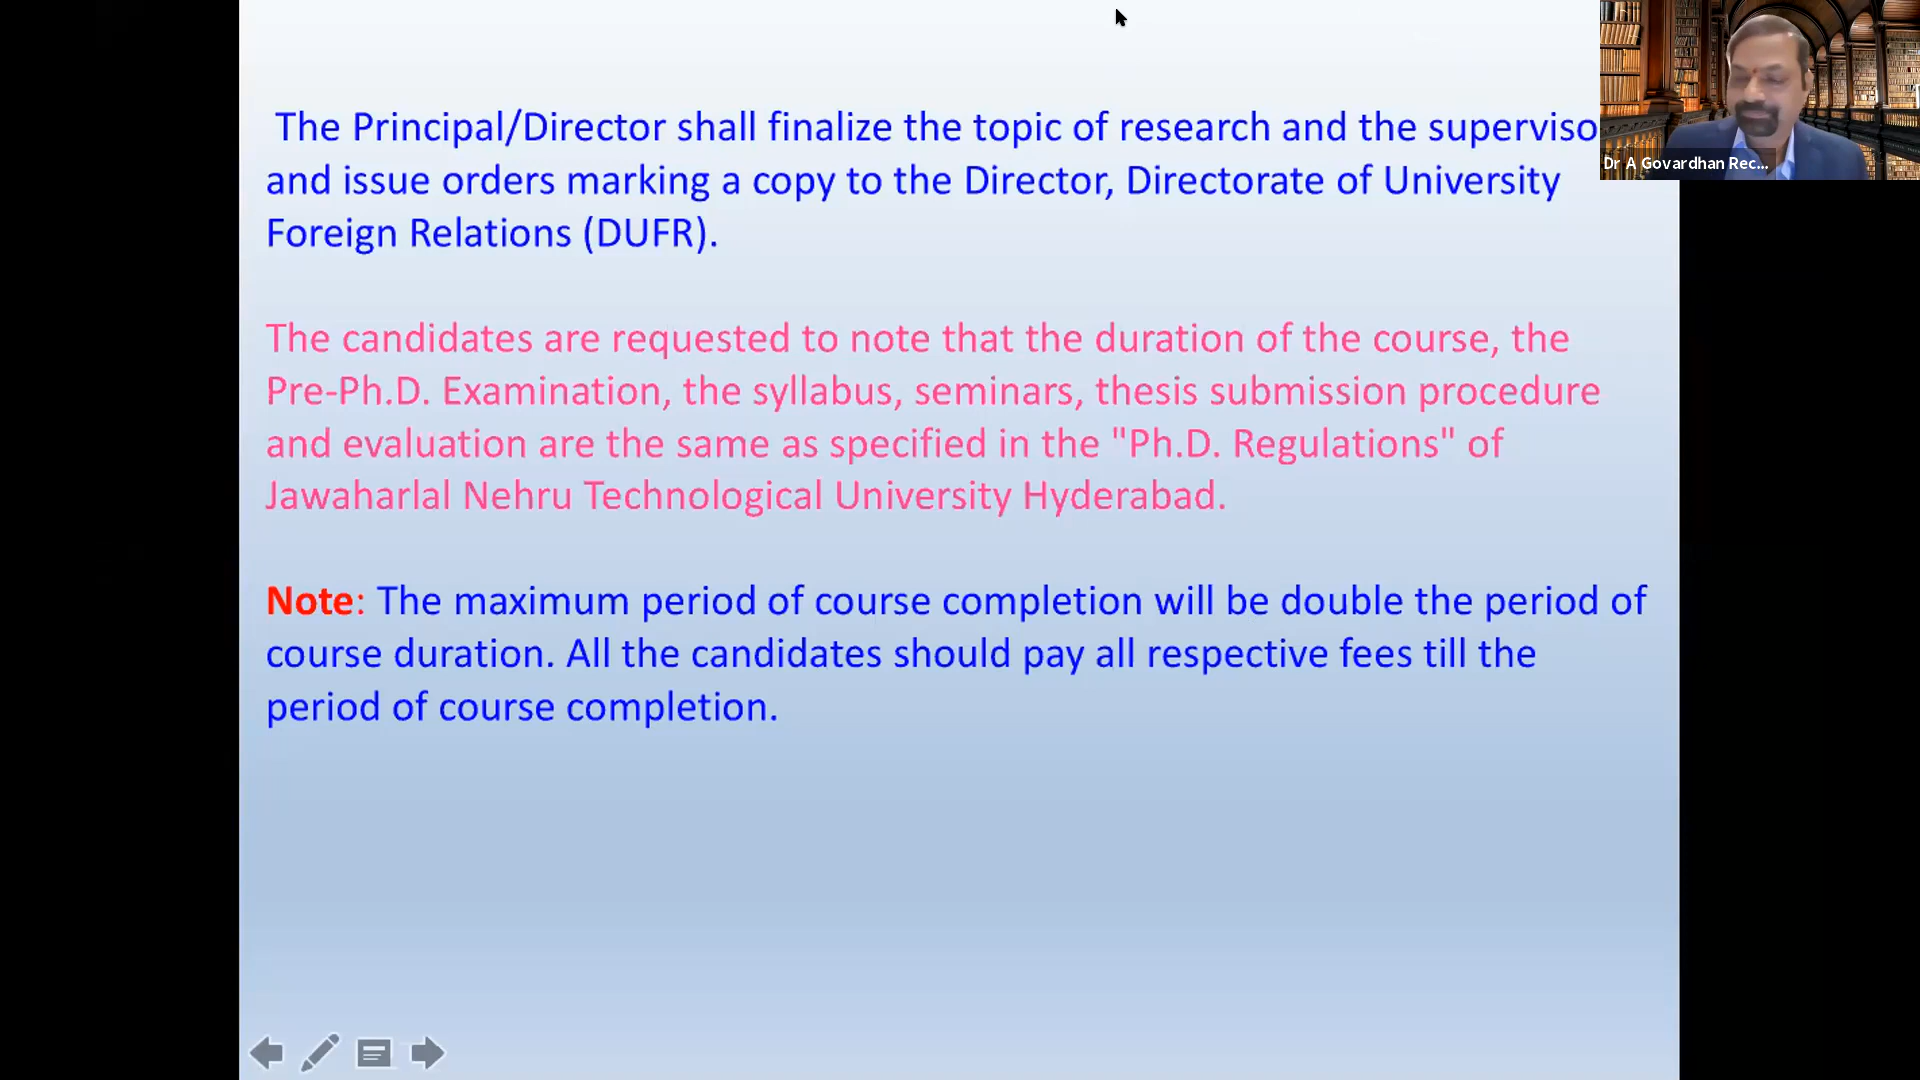 The Principal/Director shall finalize the topic of research and the superviso
and issue orders marking a copy to the Director, Directorate of University
Foreign Relations (DUFR).
The candidates are requested to note that the duration of the course, the
Pre-Ph.D. Examination, the syllabus, seminars, thesis submission procedure
and evaluation are the same as specified in the "Ph.D. Regulations" of
Jawaharlal Nehru Technological University Hyderabad.
Note: The maximum period of course completion will be double the period of
course duration. All the candidates should pay all respective fees till the
period of course completion.
Dr A Govardhan Rec...